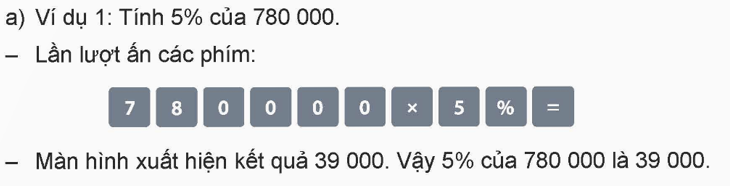 a) Ví dụ 1: Tính 5% của 780 000.
– Lần lượt ấn các phím:
7 8 0 0 0 0 × 5 % =
– Màn hình xuất hiện kết quả 39 000. Vậy 5% của 780 000 là 39 000.